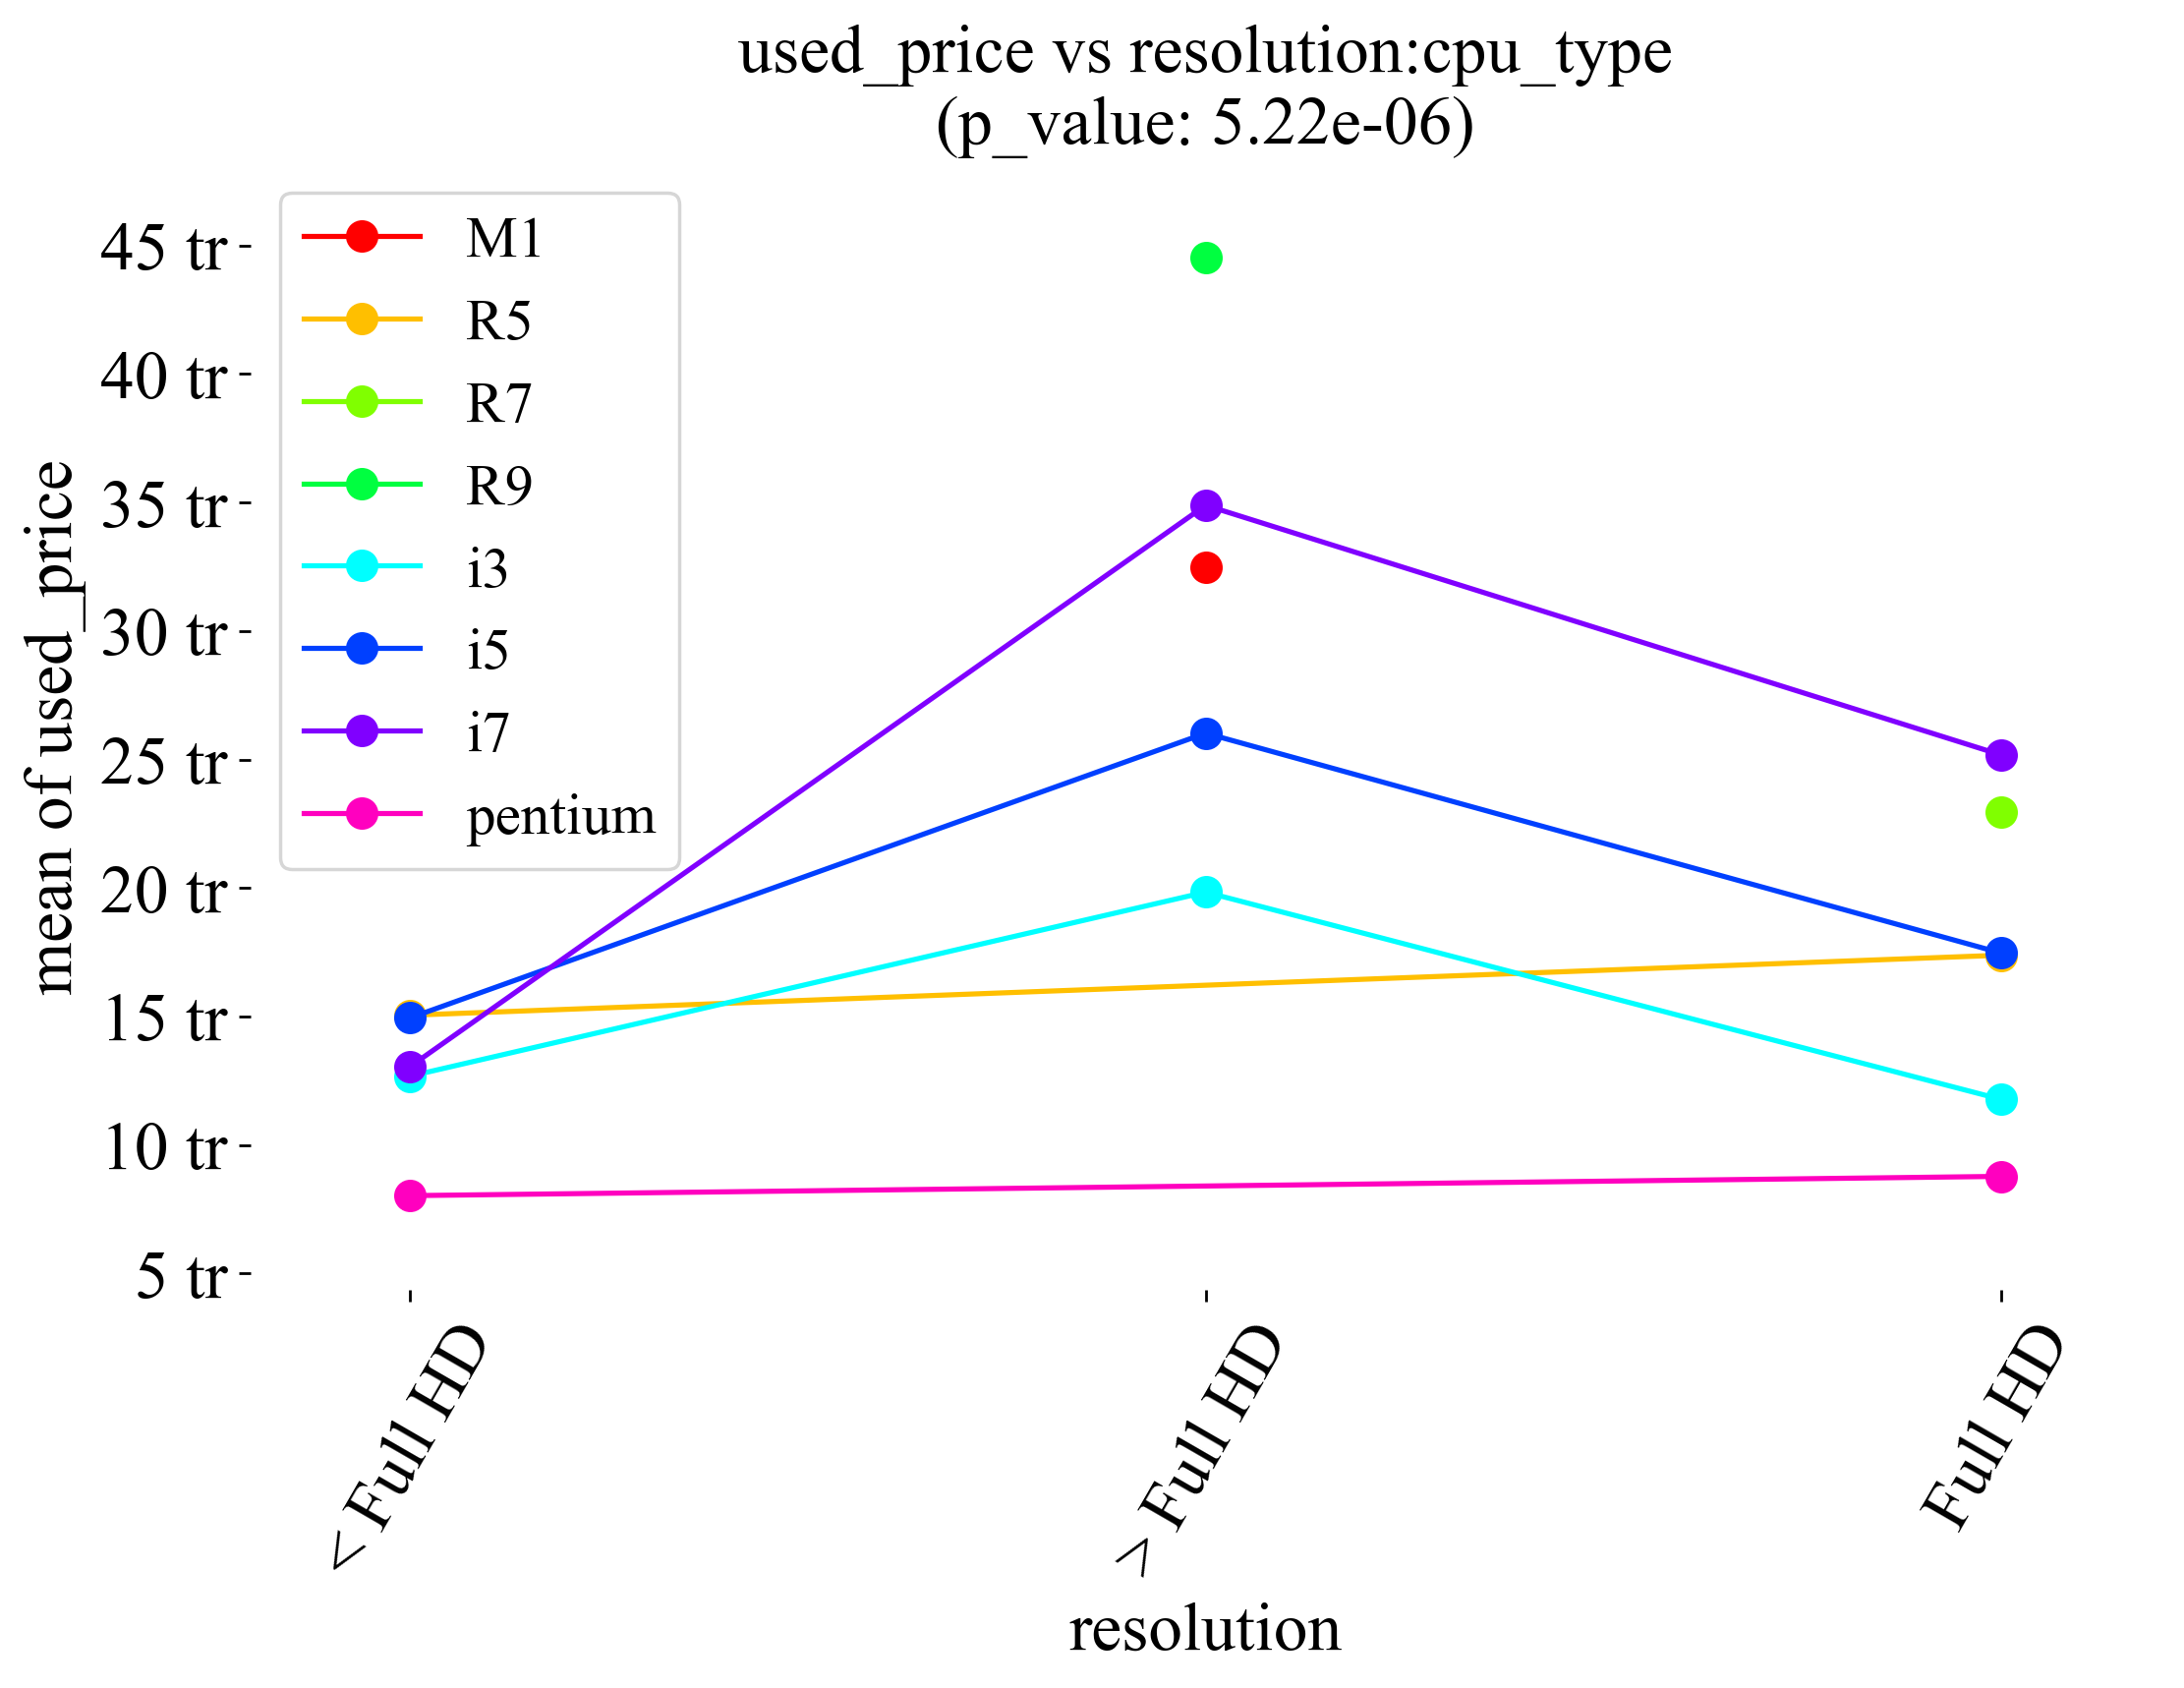 used_price vs resolution:cpu_type
(p_value: 5.22e-06)
M1
R5
R7
R9
i3
i5
i7
pentium
45 tr
40 tr
35 tr
30 tr
25 tr
20 tr
15 tr
10 tr
5 tr
mean of used_price
< Full HD
> Full HD
Full HD
resolution